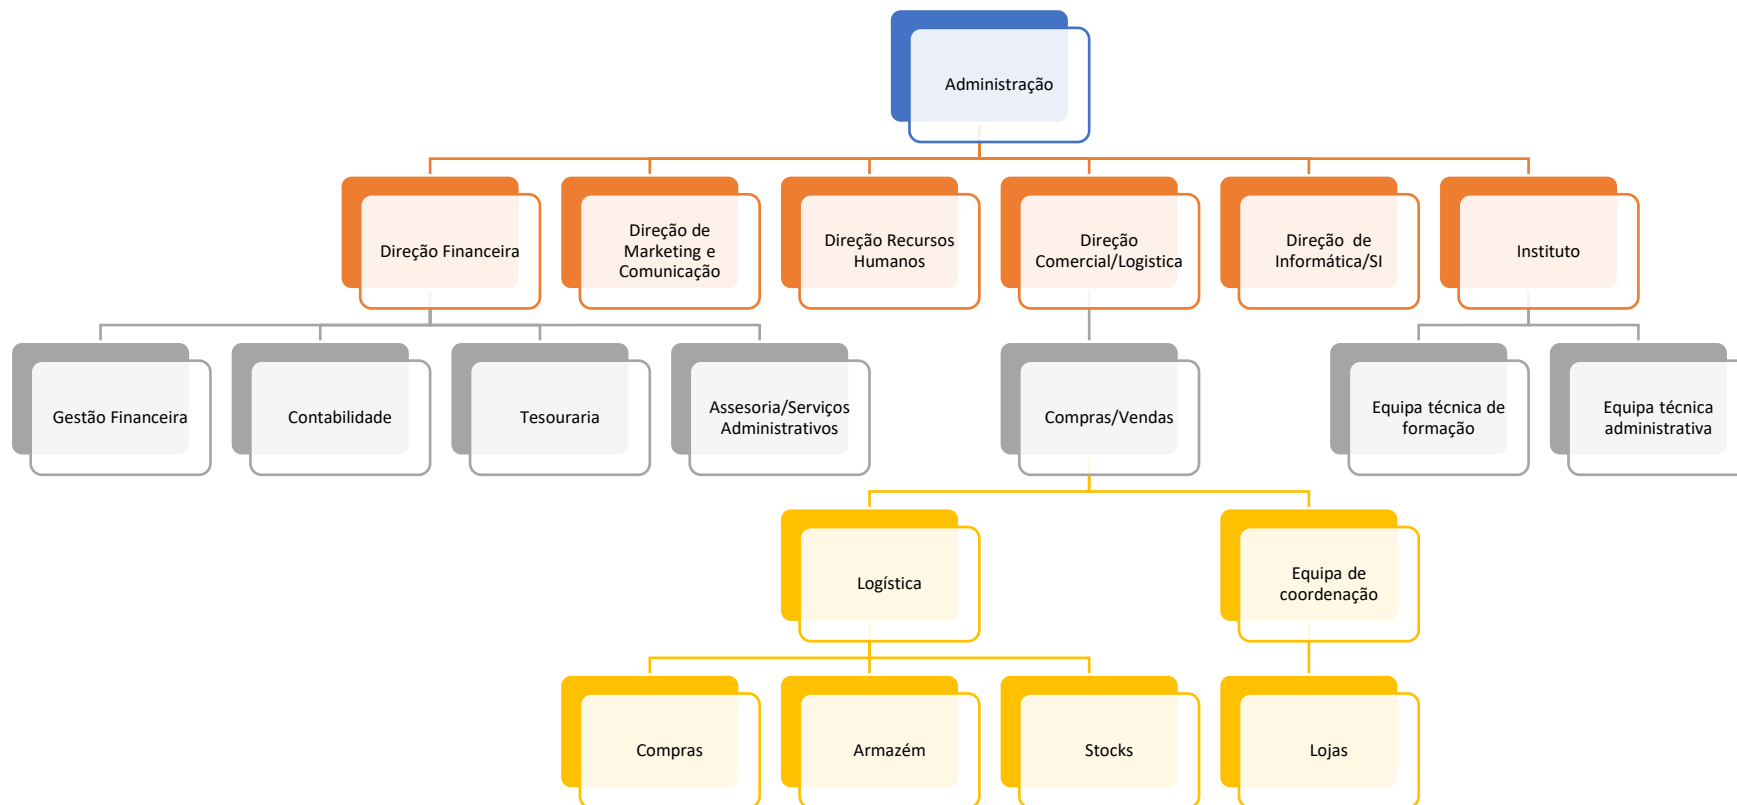 Administração
Direção Financeira
Direção de
Marketing e
Comunicação
Direção Recursos
Humanos
Direção
Comercial/Logistica
Direção de
Informática/SI
Instituto
Gestão Financeira
Contabilidade
Tesouraria
Assesoria/Serviços
Administrativos
Compras/Vendas
Equipa técnica de
formação
Equipa técnica
administrativa
Logística
Equipa de
coordenação
Compras
Armazém
Stocks
Lojas